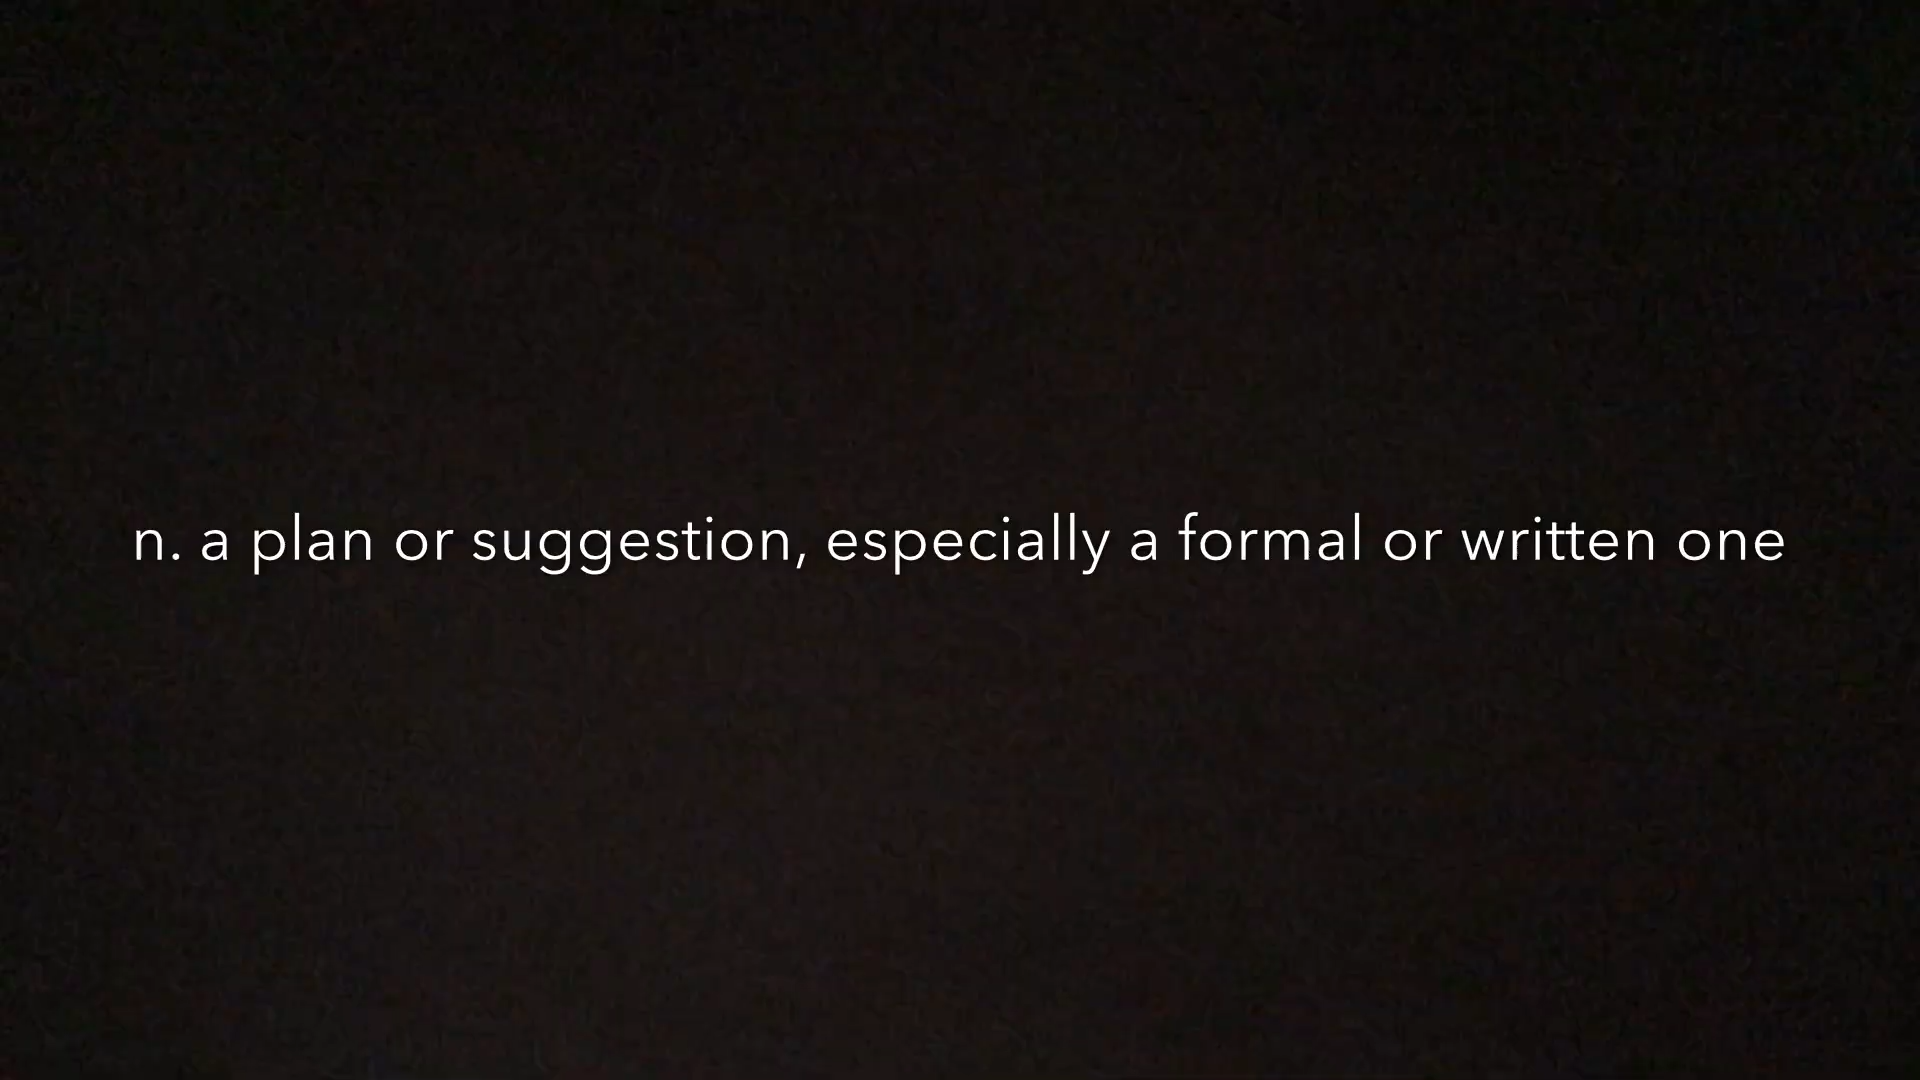 n. a plan or suggestion, especially a formal or written one